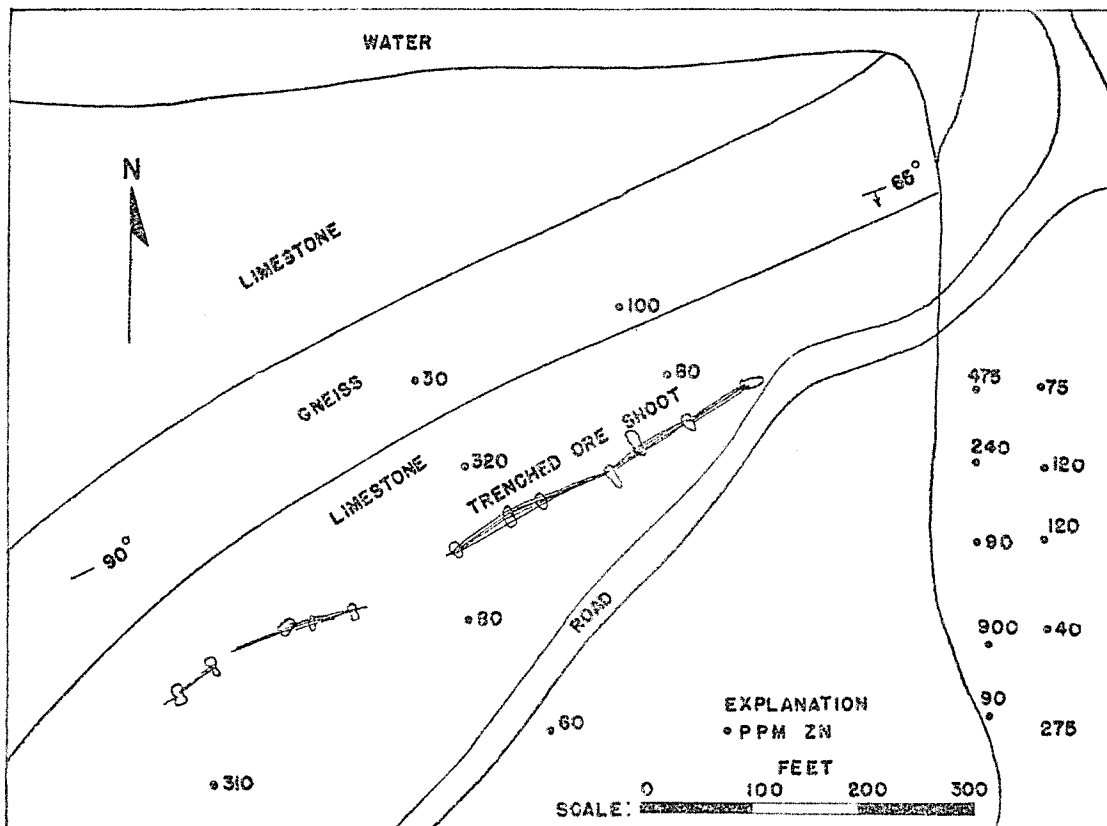 WATER
N
65°
LIMESTONE
100
GNEISS
30
80
475
75
TRENCHED ORE SHOOT
LIMESTONE
320
240
120
90
120
90°
80
ROAD
900
40
60
EXPLANATION
PPM ZN
90
275
310
FEET
0 100 200 300
SCALE: